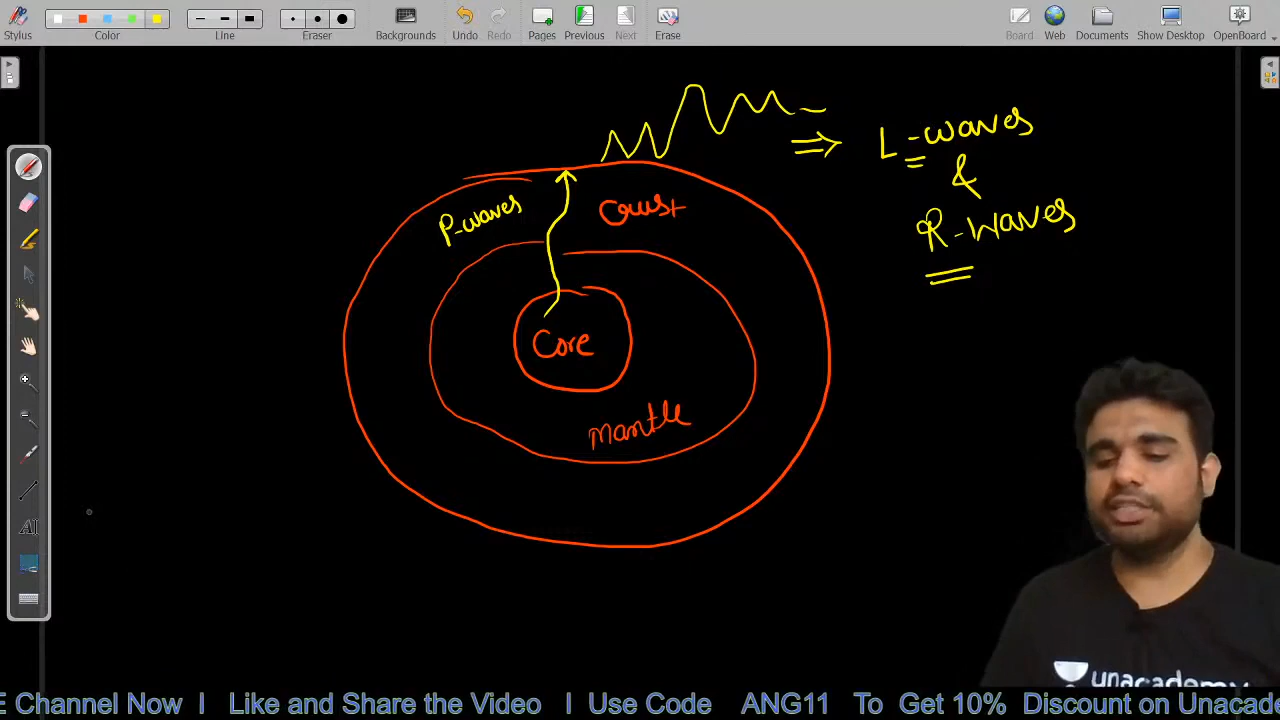 Stylus
Color
Line
Eraser
Backgrounds
Undo
Redo
Pages
Previous
Next
Erase
Board
Web
Documents
Show Desktop
OpenBoard
L-waves
&
R-waves
P-waves
Crust
Core
Mantle
unacademy
E Channel Now I Like and Share the Video I Use Code ANG11 To Get 10% Discount on Unacade